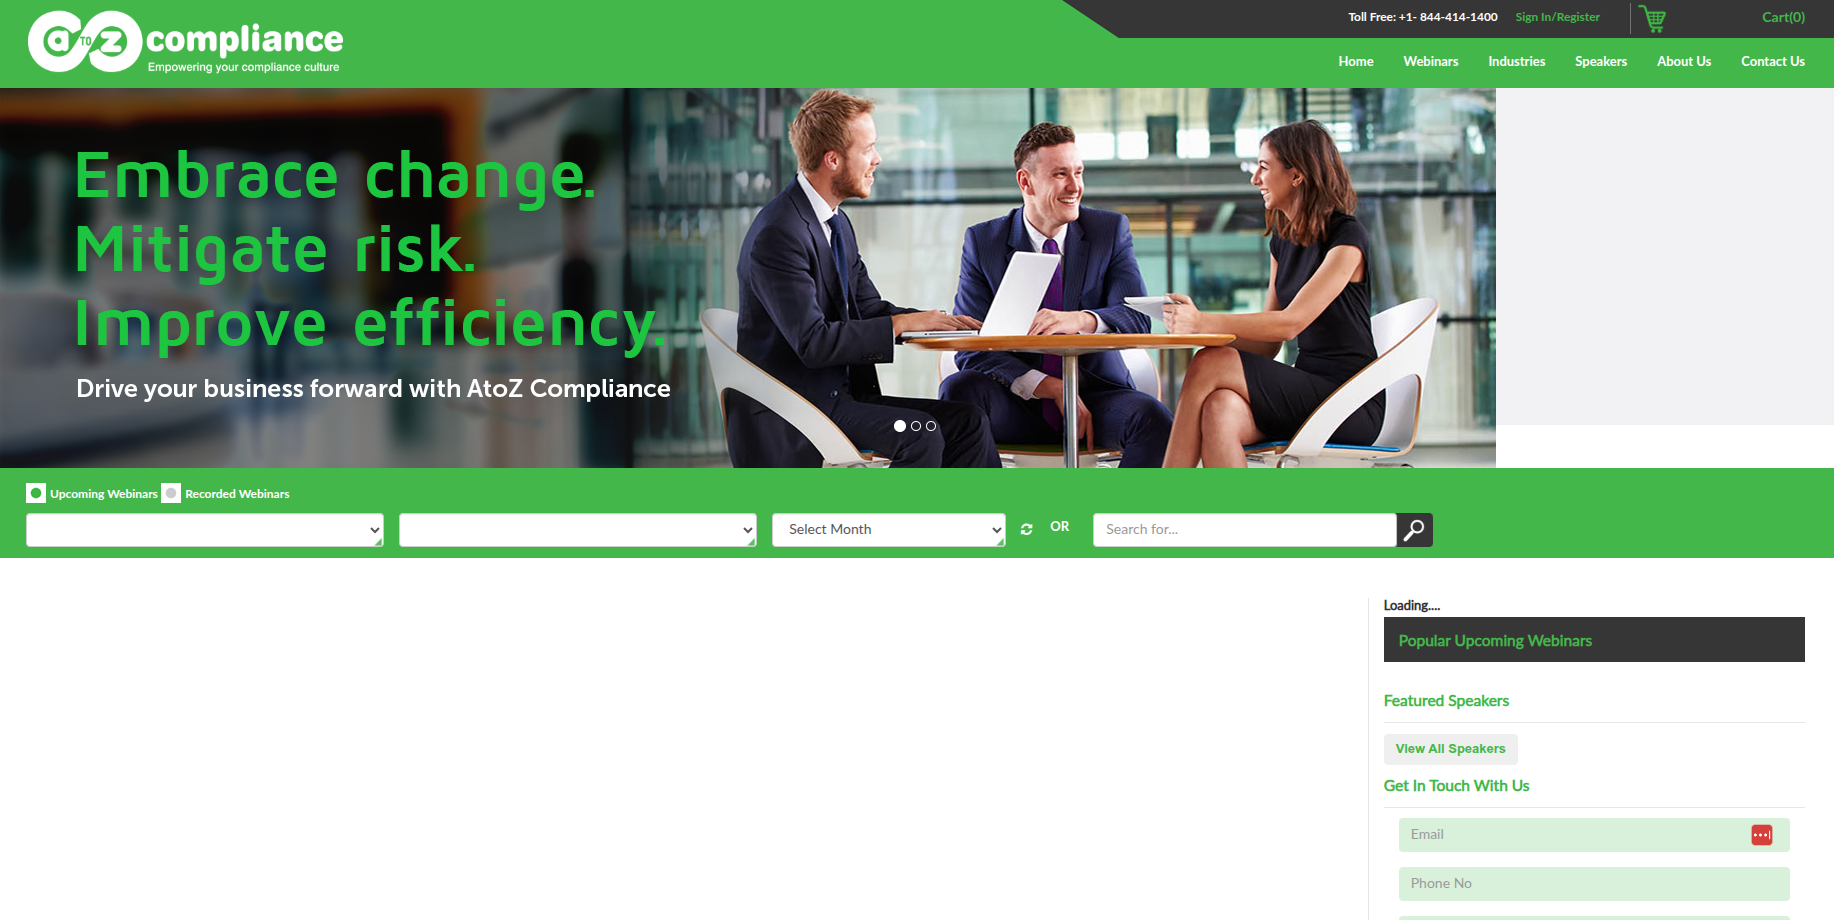 a TO z compliance
Empowering your compliance culture
Toll Free: +1- 844-414-1400 Sign In/Register Cart(0)
Home Webinars Industries Speakers About Us Contact Us
Embrace change.
Mitigate risk.
Improve efficiency.
Drive your business forward with AtoZ Compliance
Upcoming Webinars Recorded Webinars
Select Month OR Search for...
Loading....
Popular Upcoming Webinars
Featured Speakers
View All Speakers
Get In Touch With Us
Email
Phone No